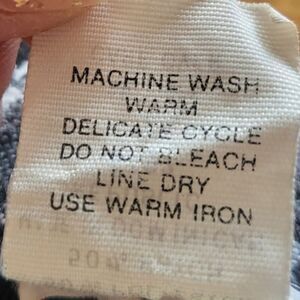 MACHINE WASH
WARM
DELICATE CYCLE
DO NOT BLEACH
LINE DRY
USE WARM IRON